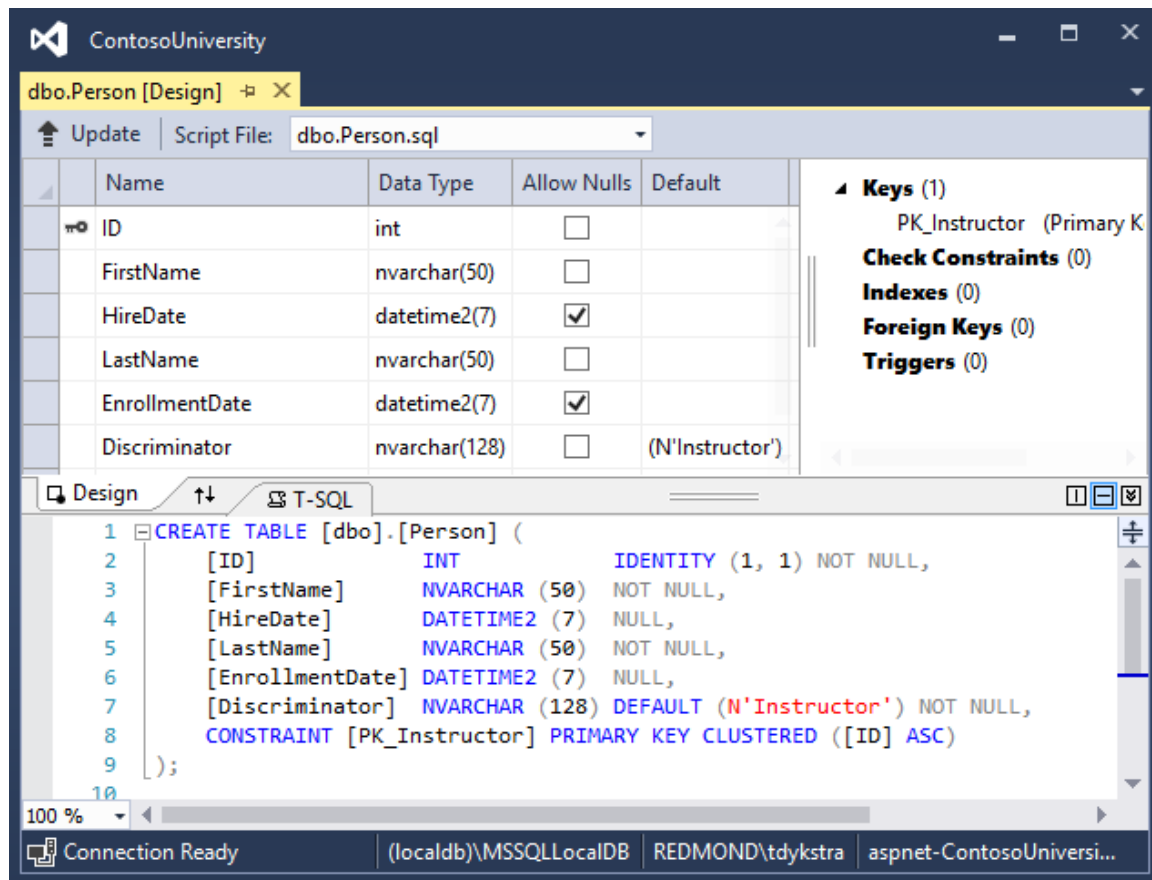 ContosoUniversity
dbo.Person [Design]
Update Script File: dbo.Person.sql
Name Data Type Allow Nulls Default
ID int
FirstName nvarchar(50)
HireDate datetime2(7)
LastName nvarchar(50)
EnrollmentDate datetime2(7)
Discriminator nvarchar(128) (N'Instructor')
Keys (1)
PK_Instructor (Primary K
Check Constraints (0)
Indexes (0)
Foreign Keys (0)
Triggers (0)
Design T-SQL
1 CREATE TABLE [dbo].[Person] (
2 [ID] INT IDENTITY (1, 1) NOT NULL,
3 [FirstName] NVARCHAR (50) NOT NULL,
4 [HireDate] DATETIME2 (7) NULL,
5 [LastName] NVARCHAR (50) NOT NULL,
6 [EnrollmentDate] DATETIME2 (7) NULL,
7 [Discriminator] NVARCHAR (128) DEFAULT (N'Instructor') NOT NULL,
8 CONSTRAINT [PK_Instructor] PRIMARY KEY CLUSTERED ([ID] ASC)
9 );
10
100 %
Connection Ready (localdb)\MSSQLLocalDB REDMOND\tdykstra aspnet-ContosoUniversi...